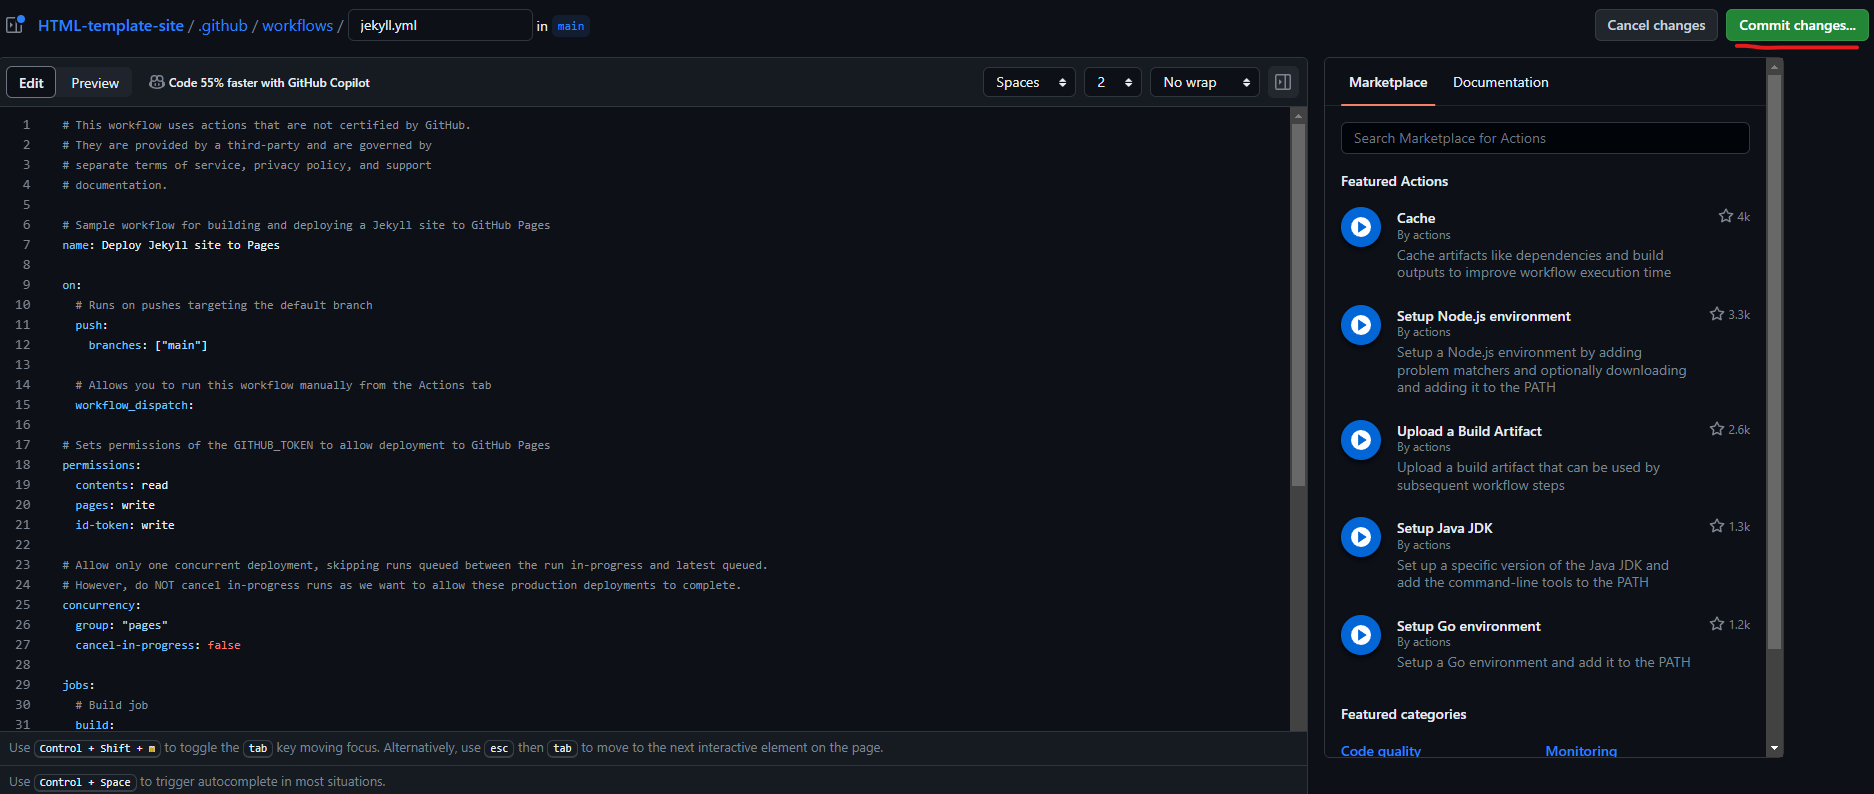 HTML-template-site / .github / workflows / jekyll.yml in main
Cancel changes
Commit changes...
Edit
Preview
Code 55% faster with GitHub Copilot
Spaces
2
No wrap
1 # This workflow uses actions that are not certified by GitHub.
2 # They are provided by a third-party and are governed by
3 # separate terms of service, privacy policy, and support
4 # documentation.
5
6 # Sample workflow for building and deploying a Jekyll site to GitHub Pages
7 name: Deploy Jekyll site to Pages
8
9 on:
10 # Runs on pushes targeting the default branch
11 push:
12 branches: ["main"]
13
14 # Allows you to run this workflow manually from the Actions tab
15 workflow_dispatch:
16
17 # Sets permissions of the GITHUB_TOKEN to allow deployment to GitHub Pages
18 permissions:
19 contents: read
20 pages: write
21 id-token: write
22
23 # Allow only one concurrent deployment, skipping runs queued between the run in-progress and latest queued.
24 # However, do NOT cancel in-progress runs as we want to allow these production deployments to complete.
25 concurrency:
26 group: "pages"
27 cancel-in-progress: false
28
29 jobs:
30 # Build job
31 build:
Use Control + Shift + m to toggle the tab key moving focus. Alternatively, use esc then tab to move to the next interactive element on the page.
Use Control + Space to trigger autocomplete in most situations.
Marketplace
Documentation
Search Marketplace for Actions
Featured Actions
Cache
4k
By actions
Cache artifacts like dependencies and build
outputs to improve workflow execution time
Setup Node.js environment
3.3k
By actions
Setup a Node.js environment by adding
problem matchers and optionally downloading
and adding it to the PATH
Upload a Build Artifact
2.6k
By actions
Upload a build artifact that can be used by
subsequent workflow steps
Setup Java JDK
1.3k
By actions
Set up a specific version of the Java JDK and
add the command-line tools to the PATH
Setup Go environment
1.2k
By actions
Setup a Go environment and add it to the PATH
Featured categories
Code quality
Monitoring